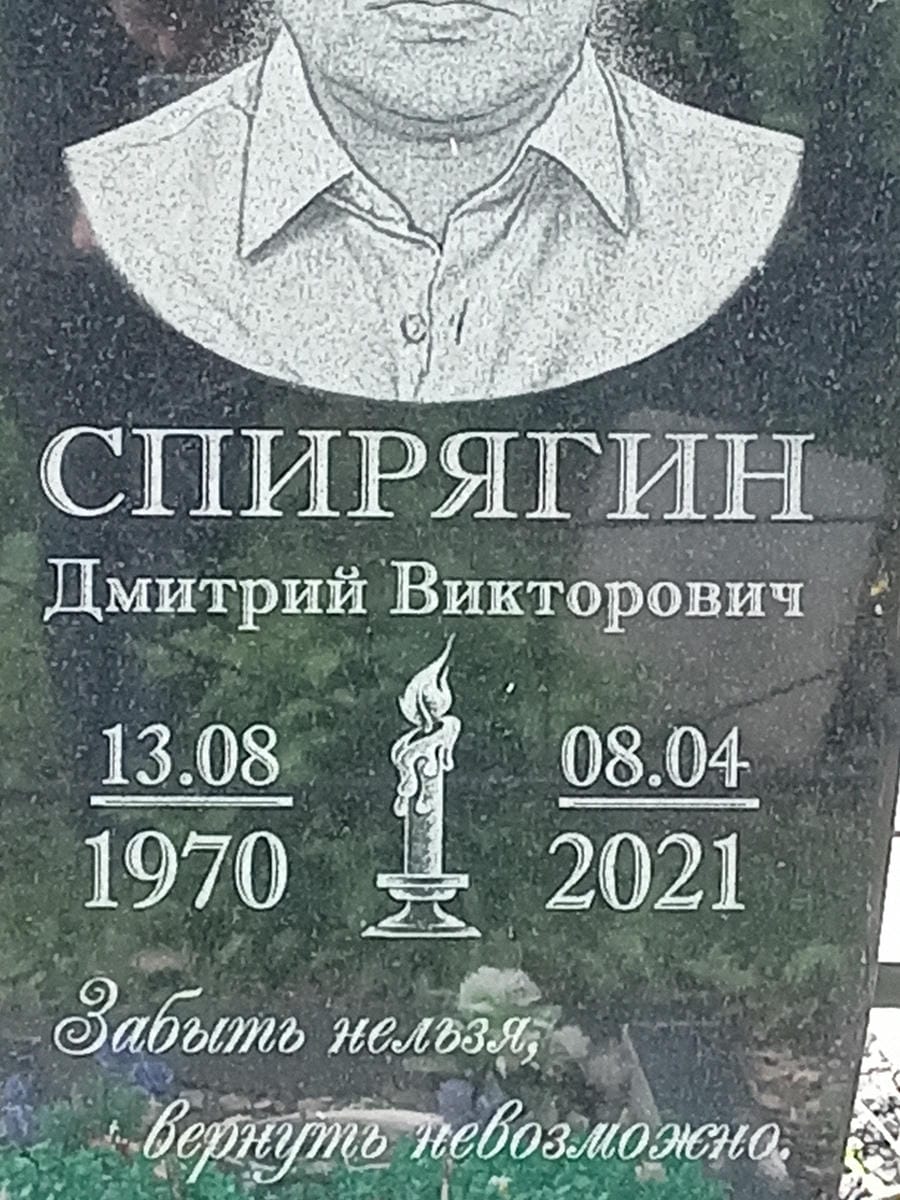 СПИРЯГИН
Дмитрий Викторович
13.08 08.04
1970 2021
Забыть нельзя,
вернуть невозможно.